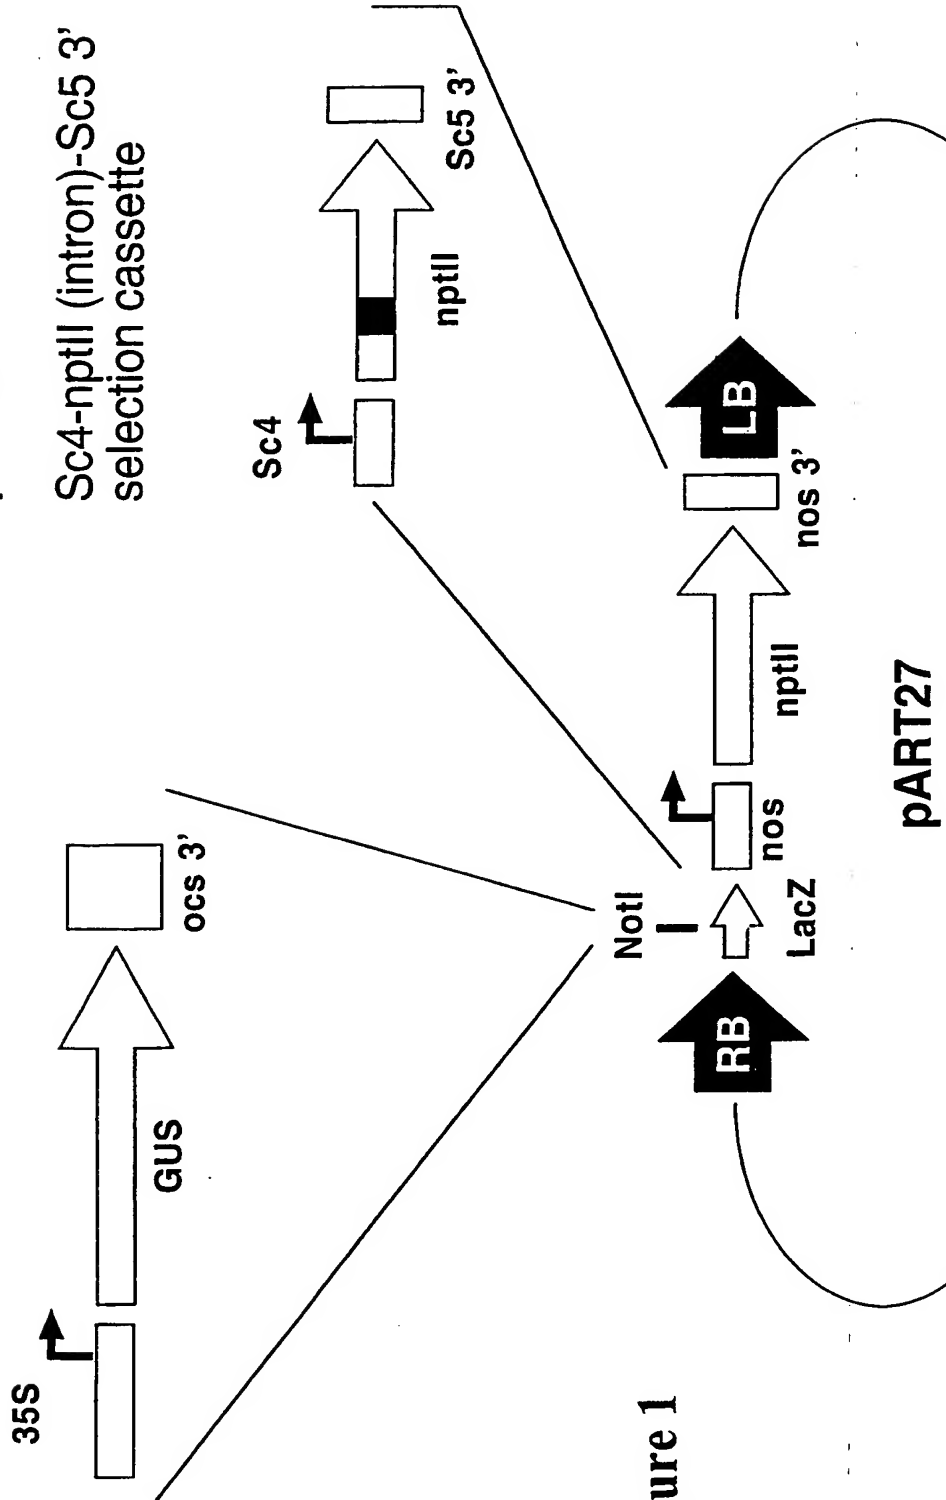 Sc4-nptII (intron)-Sc5 3'
selection cassette
35S
GUS
ocs 3'
Sc4
nptII
Sc5 3'
NotI
RB
LacZ
nos
nptII
nos 3'
LB
pART27
ure 1